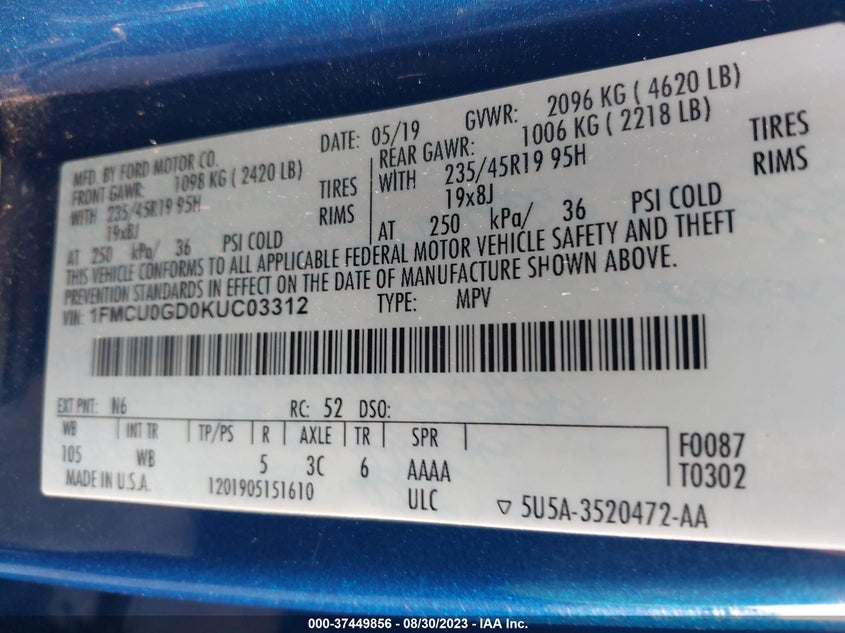 MFD. BY FORD MOTOR CO. DATE: 05/19 GVWR: 2096 KG ( 4620 LB)
FRONT GAWR: 1098 KG ( 2420 LB) REAR GAWR: 1006 KG ( 2218 LB)
WITH 235/45R19 95H TIRES WITH 235/45R19 95H TIRES
19x8J RIMS 19x8J RIMS
AT 250 kPa/ 36 PSI COLD AT 250 kPa/ 36 PSI COLD
THIS VEHICLE CONFORMS TO ALL APPLICABLE FEDERAL MOTOR VEHICLE SAFETY AND THEFT
PREVENTION STANDARDS IN EFFECT ON THE DATE OF MANUFACTURE SHOWN ABOVE.
VIN: 1FMCU0GD0KUC03312 TYPE: MPV
EXT PNT: N6 RC: 52 DSO:
WB INT TR TP/PS R AXLE TR SPR F0087
105 WB 5 3C 6 AAAA T0302
MADE IN U.S.A. 1201905151610 ULC 5U5A-3520472-AA
000-37449856 - 08/30/2023 - IAA Inc.